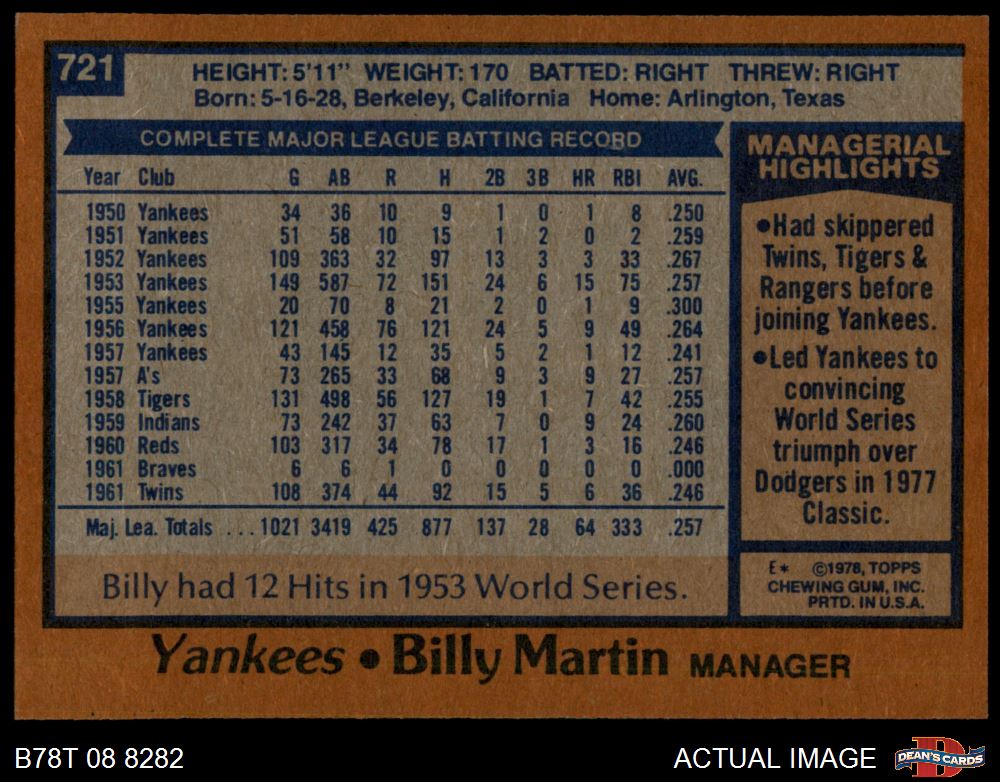 721
HEIGHT: 5'11" WEIGHT: 170 BATTED: RIGHT THREW: RIGHT
Born: 5-16-28, Berkeley, California Home: Arlington, Texas
COMPLETE MAJOR LEAGUE BATTING RECORD
Year Club G AB R H 2B 3B HR RBI AVG.
1950 Yankees 34 36 10 9 1 0 1 8 .250
1951 Yankees 51 58 10 15 1 2 0 2 .259
1952 Yankees 109 363 32 97 13 3 3 33 .267
1953 Yankees 149 587 72 151 24 6 15 75 .257
1955 Yankees 20 70 8 21 2 0 1 9 .300
1956 Yankees 121 458 76 121 24 5 9 49 .264
1957 Yankees 43 145 12 35 5 2 1 12 .241
1957 A's 73 265 33 68 9 3 9 27 .257
1958 Tigers 131 498 56 127 19 1 7 42 .255
1959 Indians 73 242 37 63 7 0 9 24 .260
1960 Reds 103 317 34 78 17 1 3 16 .246
1961 Braves 6 6 1 0 0 0 0 0 .000
1961 Twins 108 374 44 92 15 5 6 36 .246
Maj. Lea. Totals ... 1021 3419 425 877 137 28 64 333 .257
Billy had 12 Hits in 1953 World Series.
MANAGERIAL
HIGHLIGHTS
•Had skippered
Twins, Tigers &
Rangers before
joining Yankees.
•Led Yankees to
convincing
World Series
triumph over
Dodgers in 1977
Classic.
E* ©1978, TOPPS
CHEWING GUM, INC.
PRTD. IN U.S.A.
Yankees • Billy Martin MANAGER
B78T 08 8282
ACTUAL IMAGE
D
DEAN'S CARDS